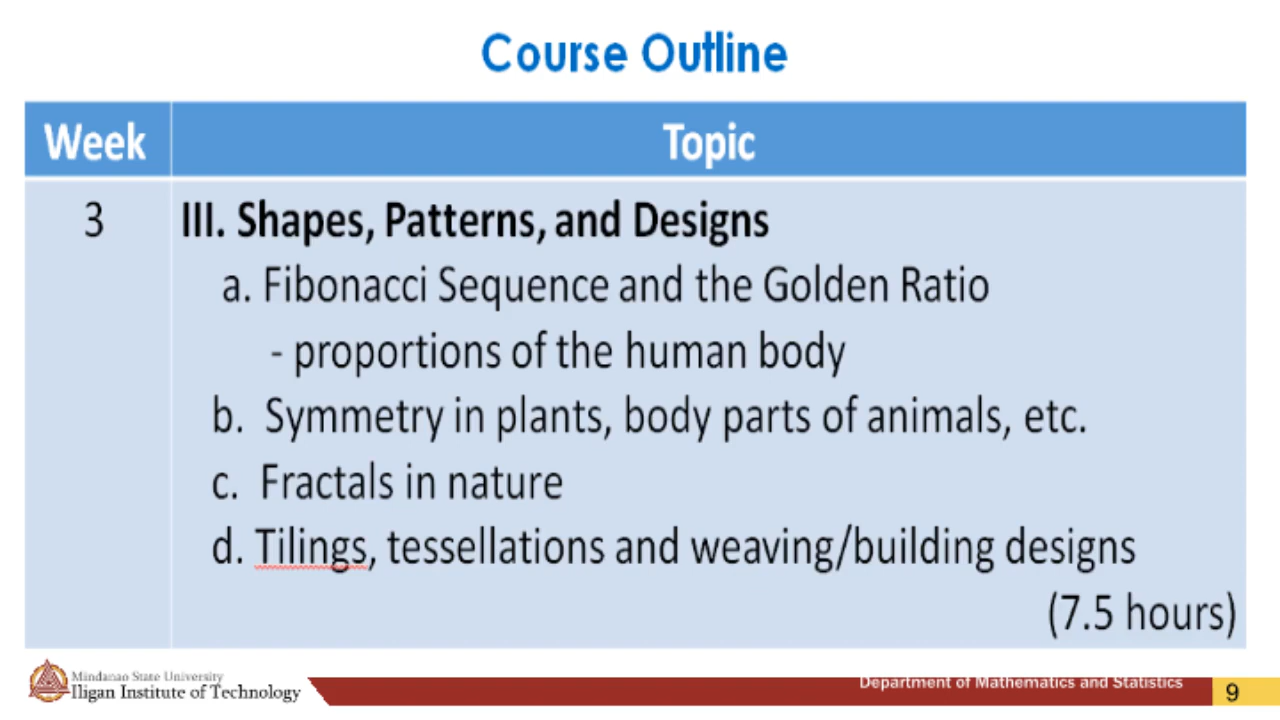 Course Outline
Week Topic
3 III. Shapes, Patterns, and Designs
a. Fibonacci Sequence and the Golden Ratio
- proportions of the human body
b. Symmetry in plants, body parts of animals, etc.
c. Fractals in nature
d. Tilings, tessellations and weaving/building designs
(7.5 hours)
Mindanao State University
Iligan Institute of Technology
Department of Mathematics and Statistics
9